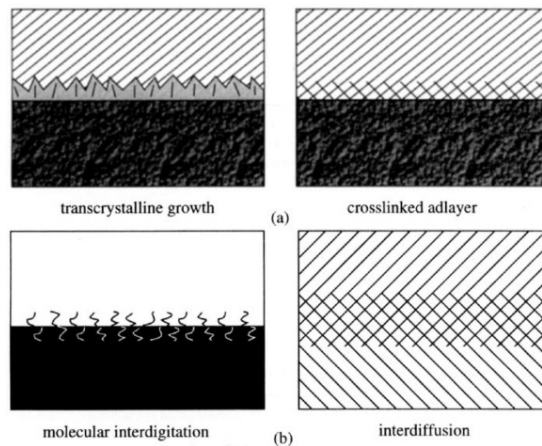 transcrystalline growth
crosslinked adlayer
(a)
molecular interdigitation
interdiffusion
(b)